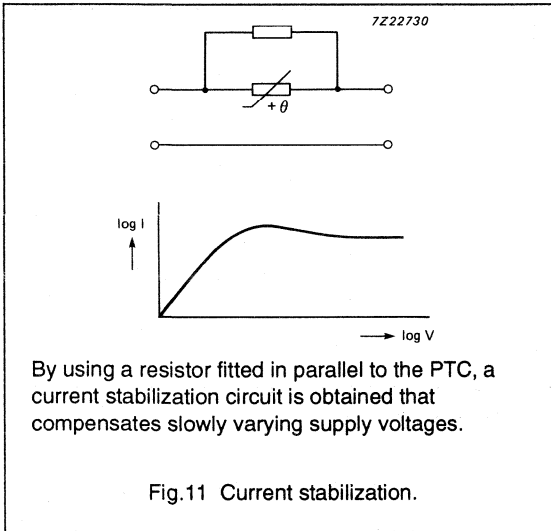 7Z22730
+ θ
log I
log V
By using a resistor fitted in parallel to the PTC, a
current stabilization circuit is obtained that
compensates slowly varying supply voltages.
Fig.11 Current stabilization.